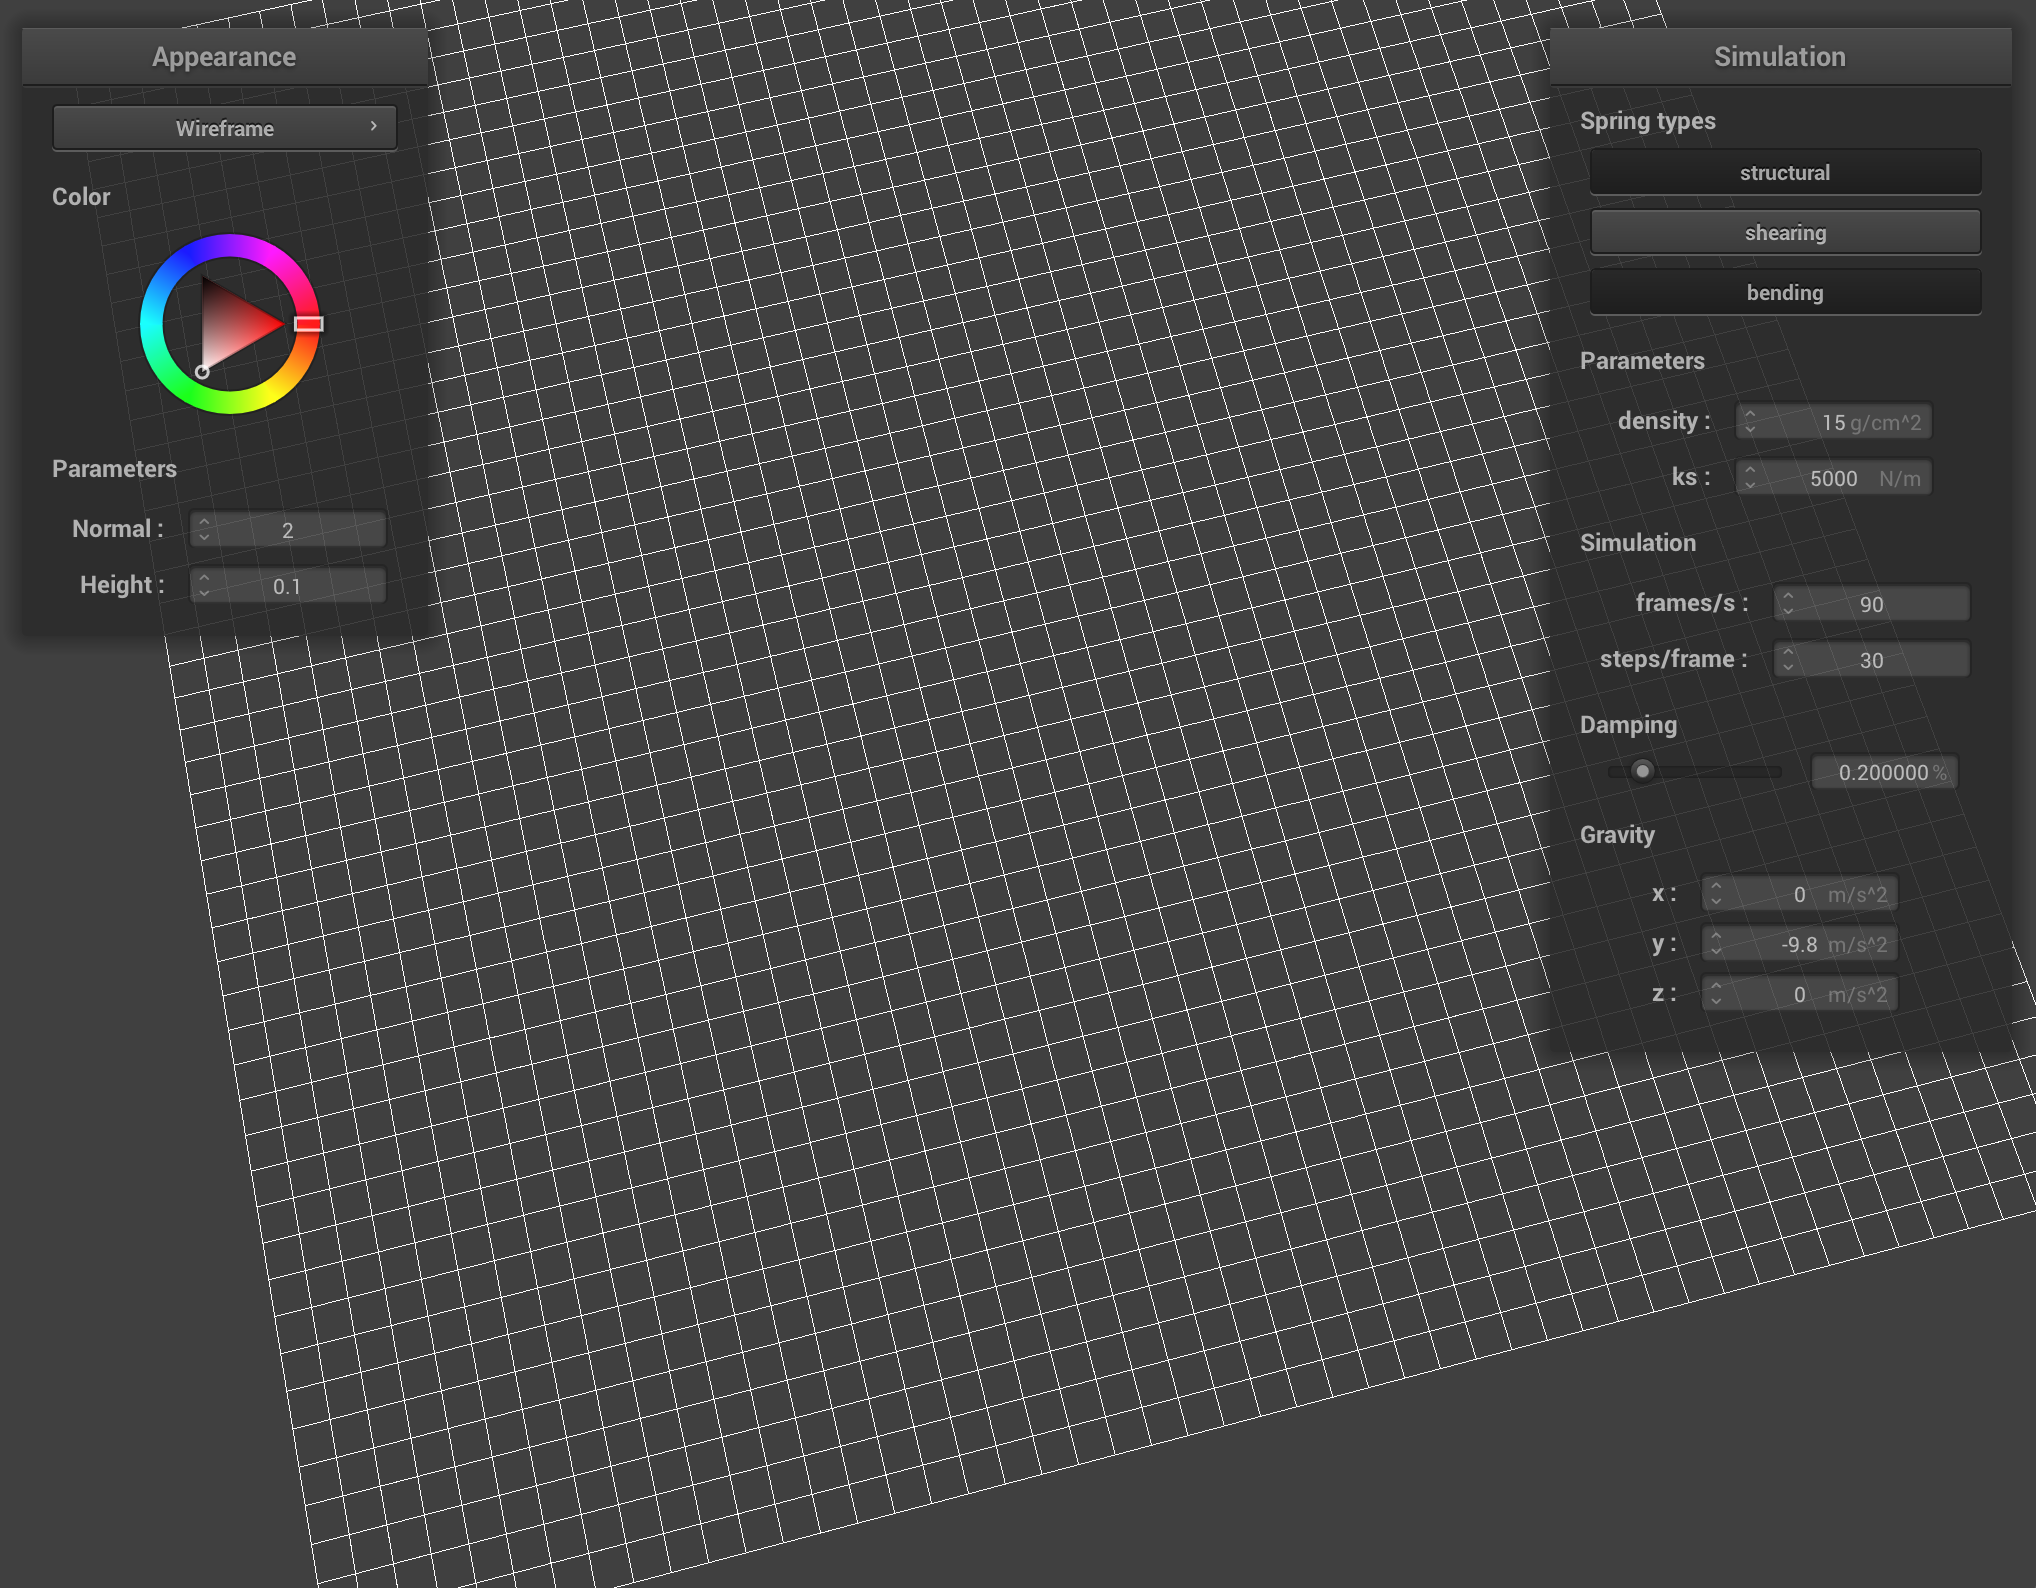 Appearance
Wireframe
Color
Parameters
Normal : 2
Height : 0.1
Simulation
Spring types
structural
shearing
bending
Parameters
density : 15 g/cm^2
ks : 5000 N/m
Simulation
frames/s : 90
steps/frame : 30
Damping
0.200000 %
Gravity
x : 0 m/s^2
y : -9.8 m/s^2
z : 0 m/s^2